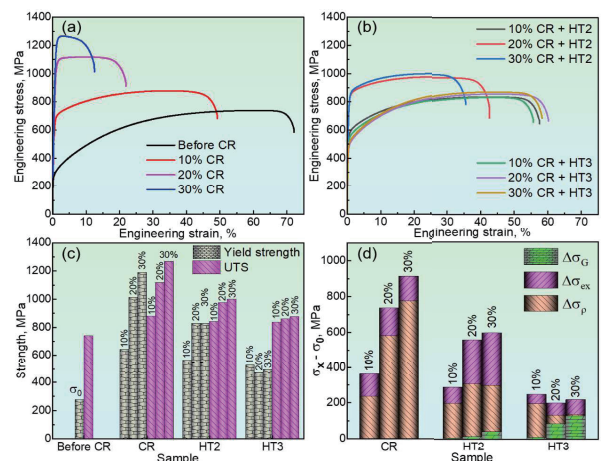 (a)
Engineering stress, MPa
1400
1200
1000
800
600
400
200
0
0 10 20 30 40 50 60 70
Engineering strain, %
Before CR
10% CR
20% CR
30% CR
(b)
Engineering stress, MPa
1400
1200
1000
800
600
400
200
0
0 10 20 30 40 50 60 70
Engineering strain, %
10% CR + HT2
20% CR + HT2
30% CR + HT2
10% CR + HT3
20% CR + HT3
30% CR + HT3
(c)
Strength, MPa
1400
1200
1000
800
600
400
200
0
Yield strength
UTS
σ0
10%
20%
30%
10%
20%
30%
10%
20%
30%
10%
20%
30%
10%
20%
30%
10%
20%
30%
Before CR CR HT2 HT3
Sample
(d)
σx - σ0, MPa
1000
800
600
400
200
0
ΔσG
Δσex
Δσρ
10%
20%
30%
10%
20%
30%
10%
20%
30%
CR HT2 HT3
Sample